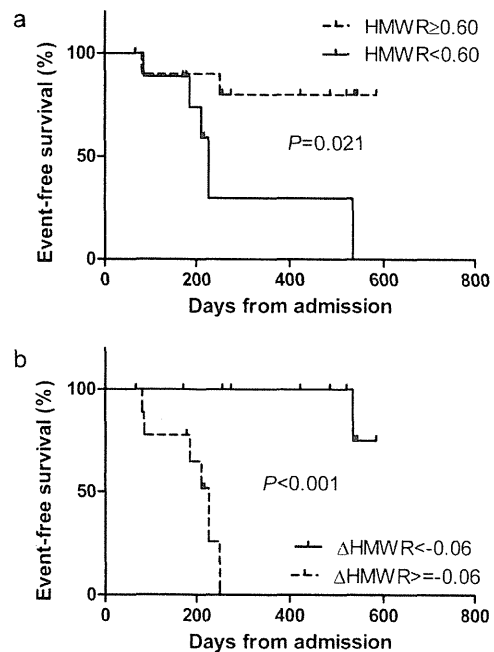 a
HMWR≥0.60
HMWR<0.60
Event-free survival (%)
100
50
0
P=0.021
0 200 400 600 800
Days from admission
b
Event-free survival (%)
100
50
0
P<0.001
ΔHMWR<-0.06
ΔHMWR>=-0.06
0 200 400 600 800
Days from admission